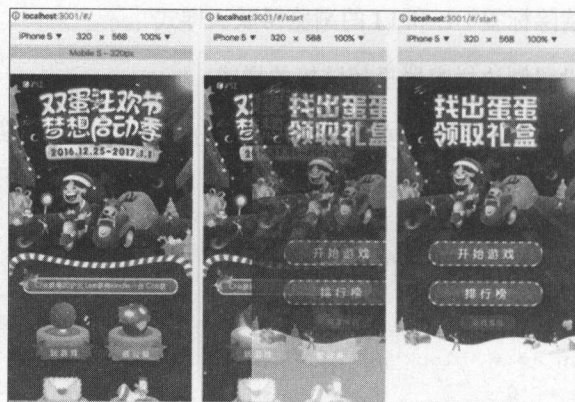 localhost:3001/#/
iPhone 5 ▼ 320 × 568 100% ▼
Mobile S – 320px
双蛋狂欢节
梦想启动季
2016.12.25~2017.1.1
玩游戏
localhost:3001/#/start
iPhone 5 ▼ 320 × 568 100% ▼
找出蛋蛋
领取礼盒
开始游戏
排行榜
localhost:3001/#/start
iPhone 5 ▼ 320 × 568 100% ▼
找出蛋蛋
领取礼盒
开始游戏
排行榜